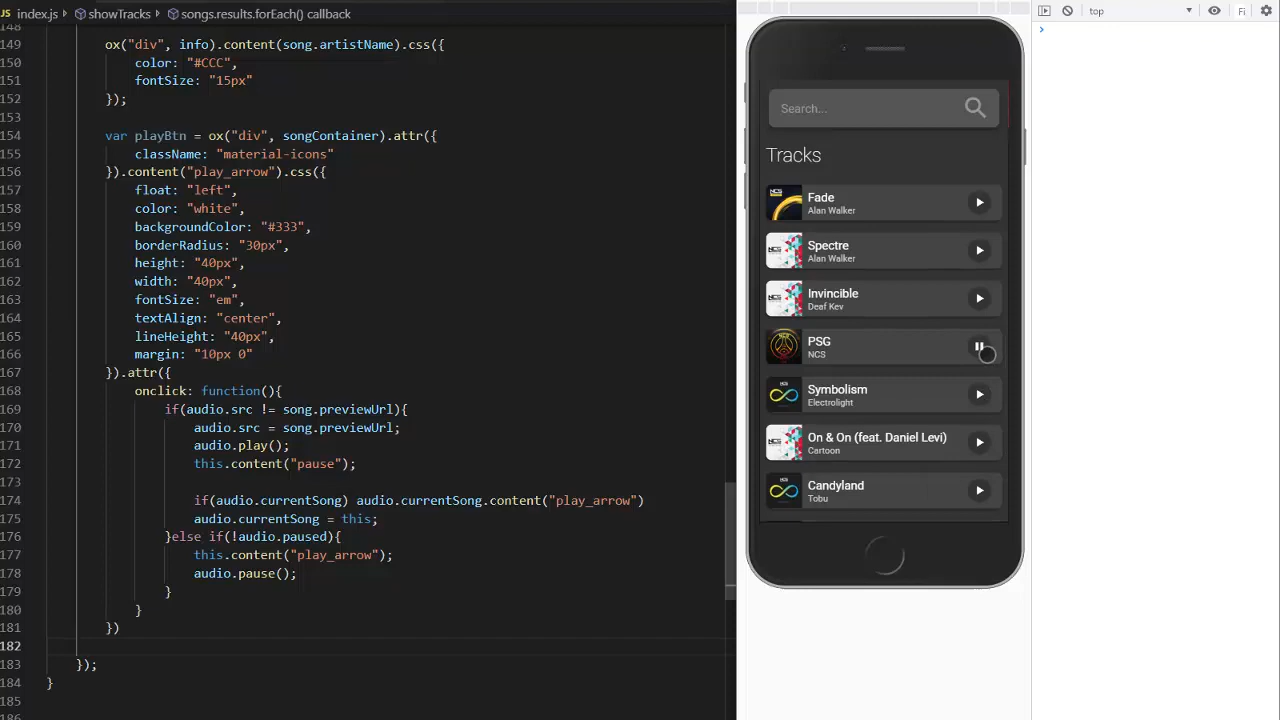 index.js > showTracks > songs.results.forEach() callback
148
149 ox("div", info).content(song.artistName).css({
150 color: "#CCC",
151 fontSize: "15px"
152 });
153
154 var playBtn = ox("div", songContainer).attr({
155 className: "material-icons"
156 }).content("play_arrow").css({
157 float: "left",
158 color: "white",
159 backgroundColor: "#333",
160 borderRadius: "30px",
161 height: "40px",
162 width: "40px",
163 fontSize: "em",
164 textAlign: "center",
165 lineHeight: "40px",
166 margin: "10px 0"
167 }).attr({
168 onclick: function(){
169 if(audio.src != song.previewUrl){
170 audio.src = song.previewUrl;
171 audio.play();
172 this.content("pause");
173
174 if(audio.currentSong) audio.currentSong.content("play_arrow")
175 audio.currentSong = this;
176 }else if(!audio.paused){
177 this.content("play_arrow");
178 audio.pause();
179 }
180 }
181 })
182
183 });
184 }
185
186
Search...
Tracks
Fade
Alan Walker
Spectre
Alan Walker
Invincible
Deaf Kev
PSG
NCS
Symbolism
Electrolight
On & On (feat. Daniel Levi)
Cartoon
Candyland
Tobu
top
Fi